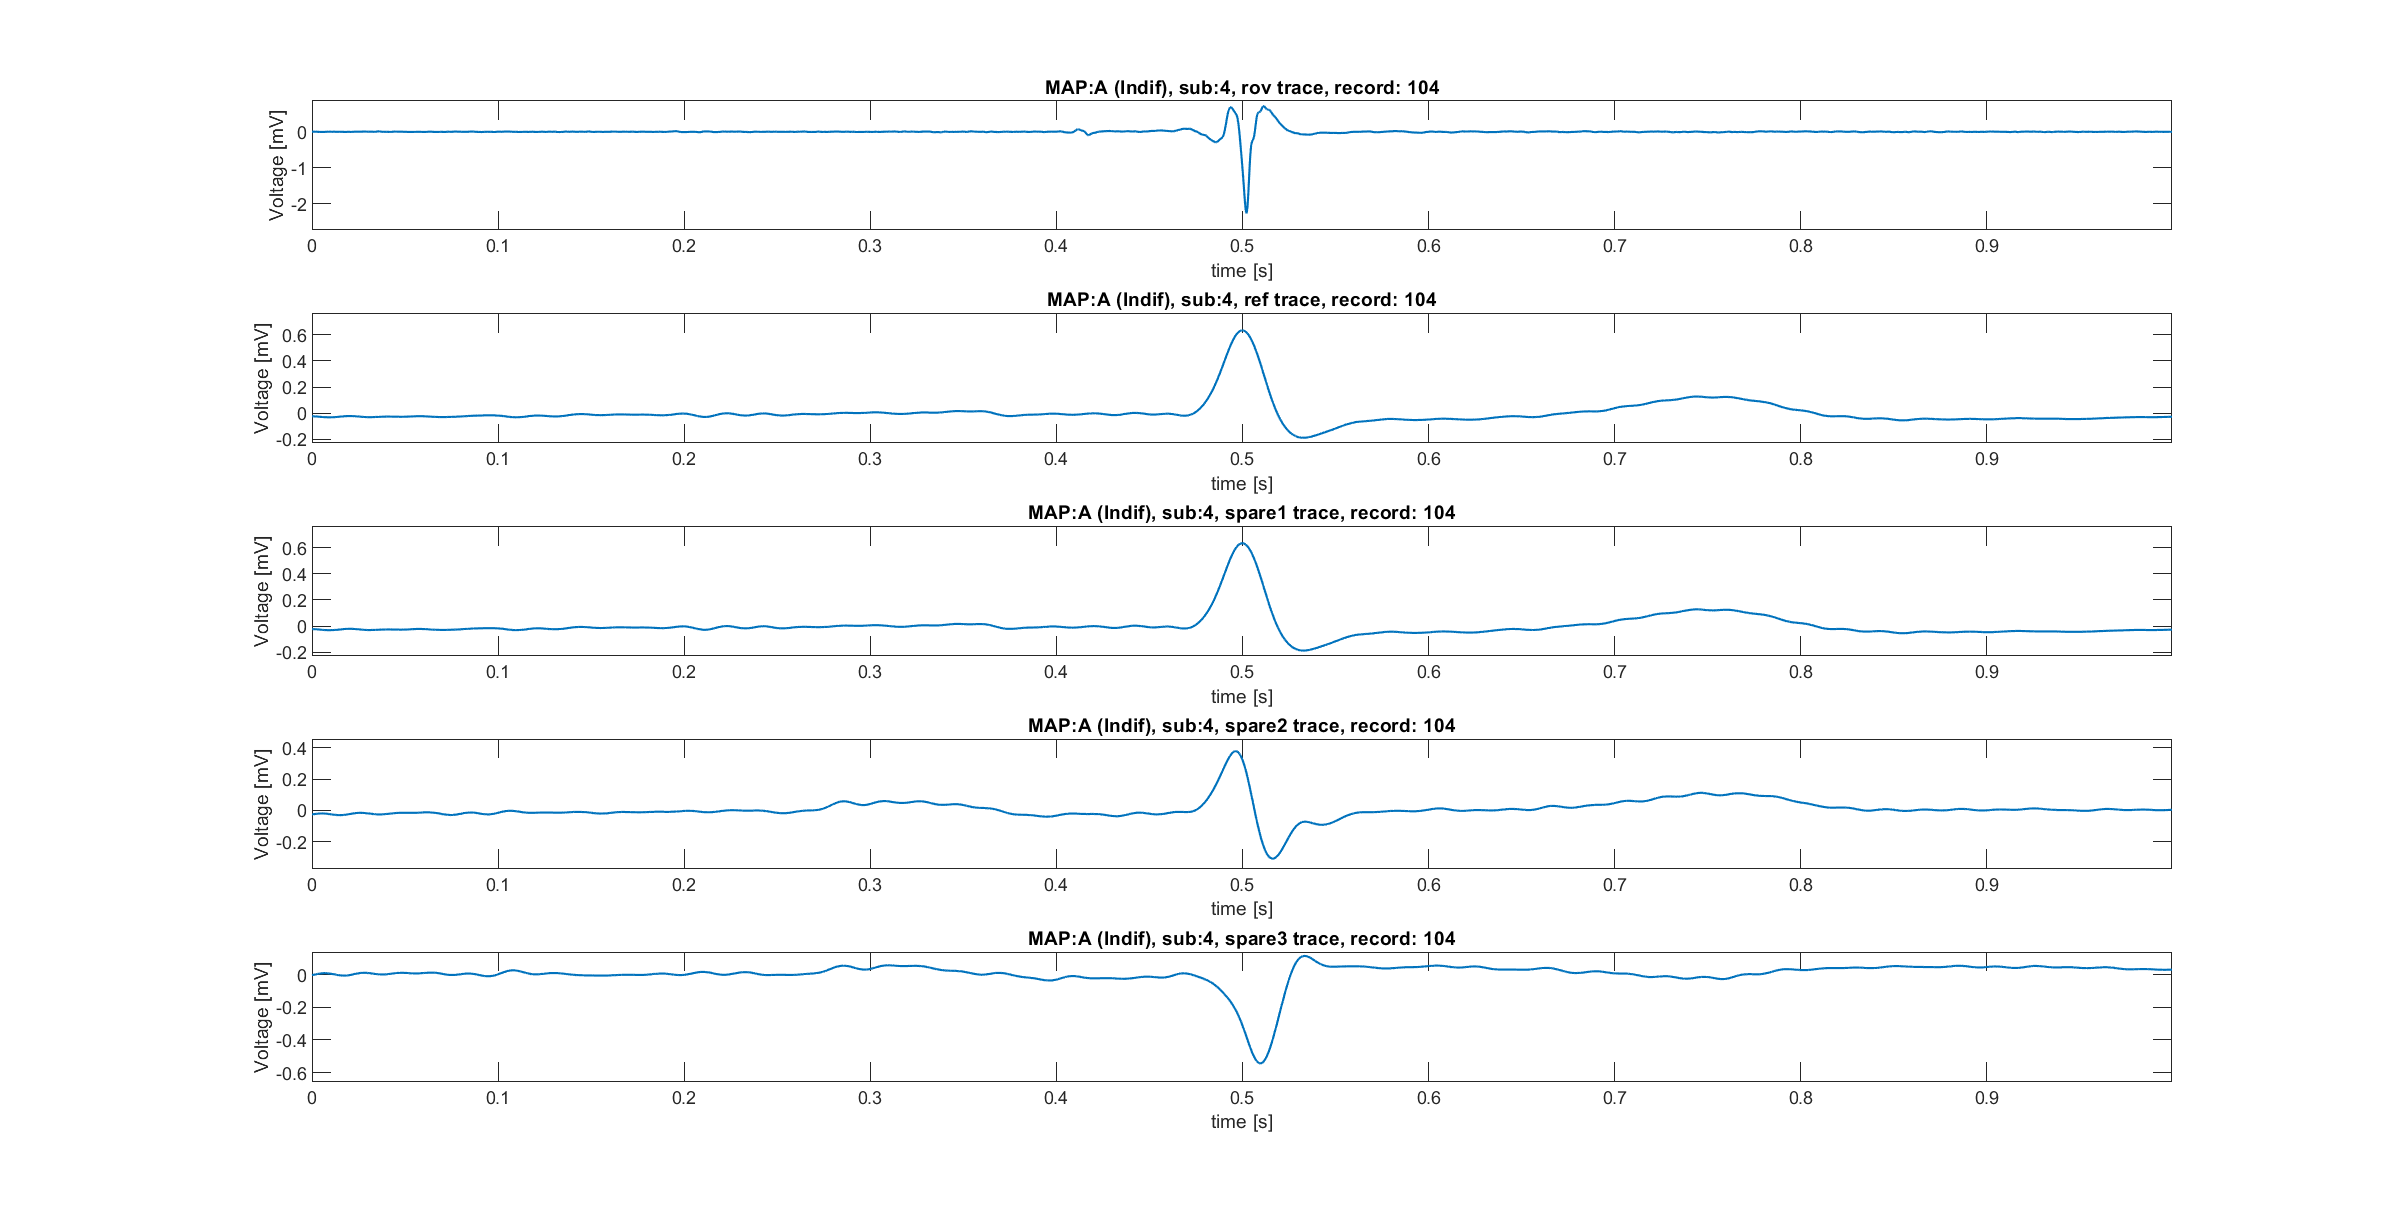 MAP:A (Indif), sub:4, rov trace, record: 104
Voltage [mV]
0
-1
-2
0 0.1 0.2 0.3 0.4 0.5 0.6 0.7 0.8 0.9
time [s]
MAP:A (Indif), sub:4, ref trace, record: 104
Voltage [mV]
0.6
0.4
0.2
0
-0.2
0 0.1 0.2 0.3 0.4 0.5 0.6 0.7 0.8 0.9
time [s]
MAP:A (Indif), sub:4, spare1 trace, record: 104
Voltage [mV]
0.6
0.4
0.2
0
-0.2
0 0.1 0.2 0.3 0.4 0.5 0.6 0.7 0.8 0.9
time [s]
MAP:A (Indif), sub:4, spare2 trace, record: 104
Voltage [mV]
0.4
0.2
0
-0.2
0 0.1 0.2 0.3 0.4 0.5 0.6 0.7 0.8 0.9
time [s]
MAP:A (Indif), sub:4, spare3 trace, record: 104
Voltage [mV]
0
-0.2
-0.4
-0.6
0 0.1 0.2 0.3 0.4 0.5 0.6 0.7 0.8 0.9
time [s]